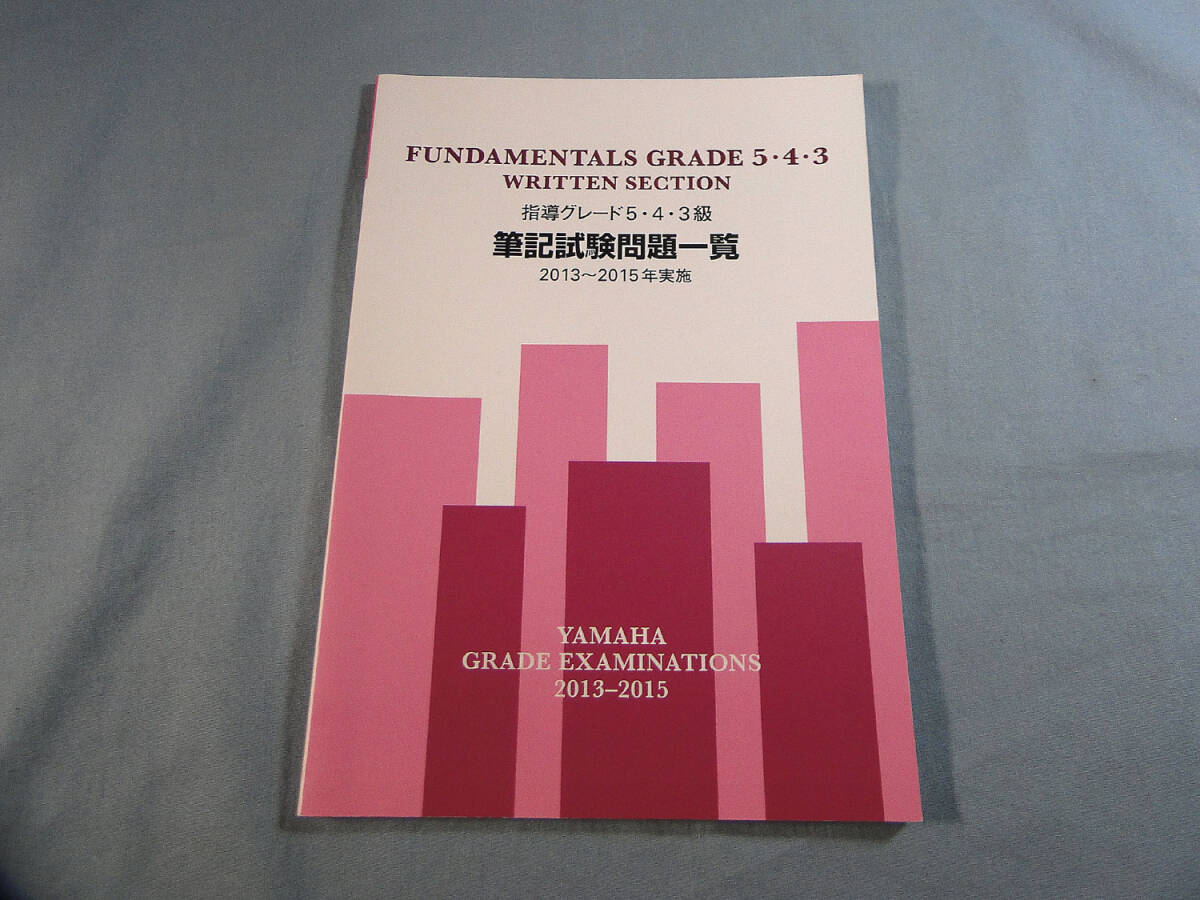 FUNDAMENTALS GRADE 5・4・3
WRITTEN SECTION
指導グレード5・4・3級
筆記試験問題一覧
2013〜2015年実施
YAMAHA
GRADE EXAMINATIONS
2013–2015